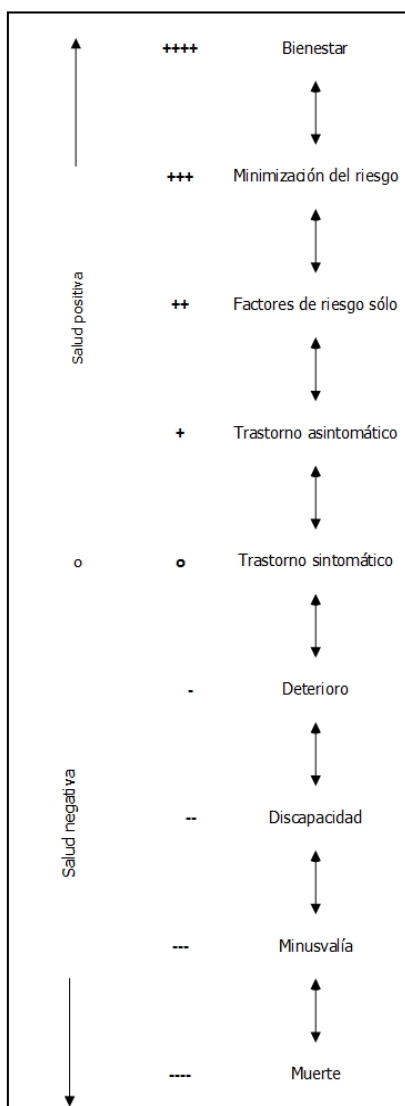 ++++ Bienestar
+++ Minimización del riesgo
Salud positiva
++ Factores de riesgo sólo
+ Trastorno asintomático
o o Trastorno sintomático
- Deterioro
Salud negativa
-- Discapacidad
--- Minusvalía
---- Muerte